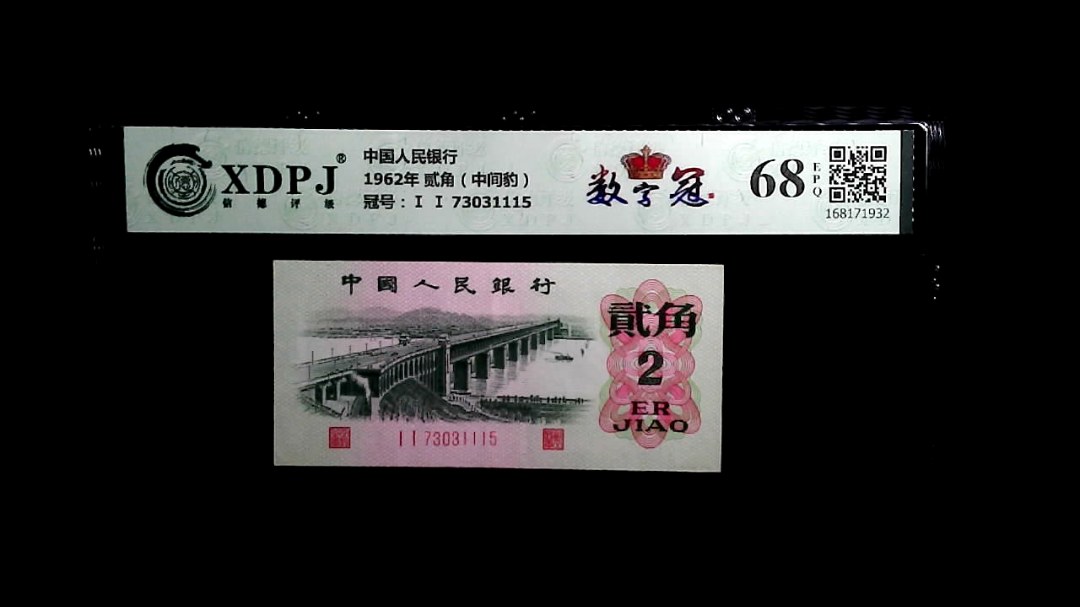 XDPJ®
信德评级
中国人民银行
1962年 贰角（中间豹）
冠号：I I 73031115
数字冠
68
EPQ
168171932
中國人民銀行
貳角
2
ER
JIAO
I I 73031115